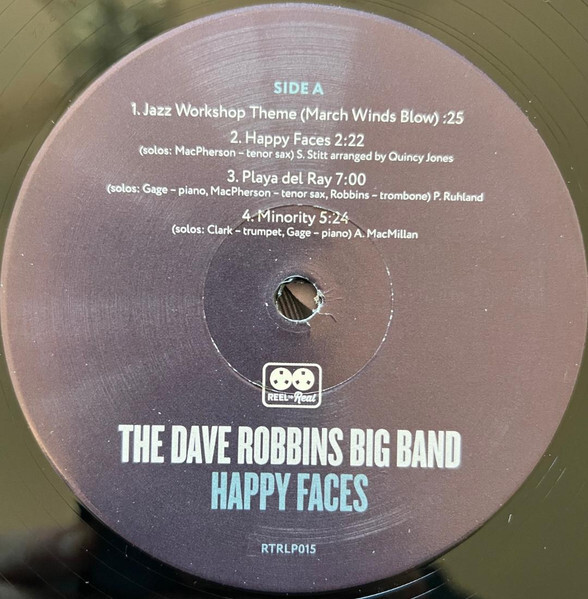 SIDE A
1. Jazz Workshop Theme (March Winds Blow) :25
2. Happy Faces 2:22
(solos: MacPherson – tenor sax) S. Stitt arranged by Quincy Jones
3. Playa del Ray 7:00
(solos: Gage – piano, MacPherson – tenor sax, Robbins – trombone) P. Ruhland
4. Minority 5:24
(solos: Clark – trumpet, Gage – piano) A. MacMillan
REEL TO Real
THE DAVE ROBBINS BIG BAND
HAPPY FACES
RTRLP015